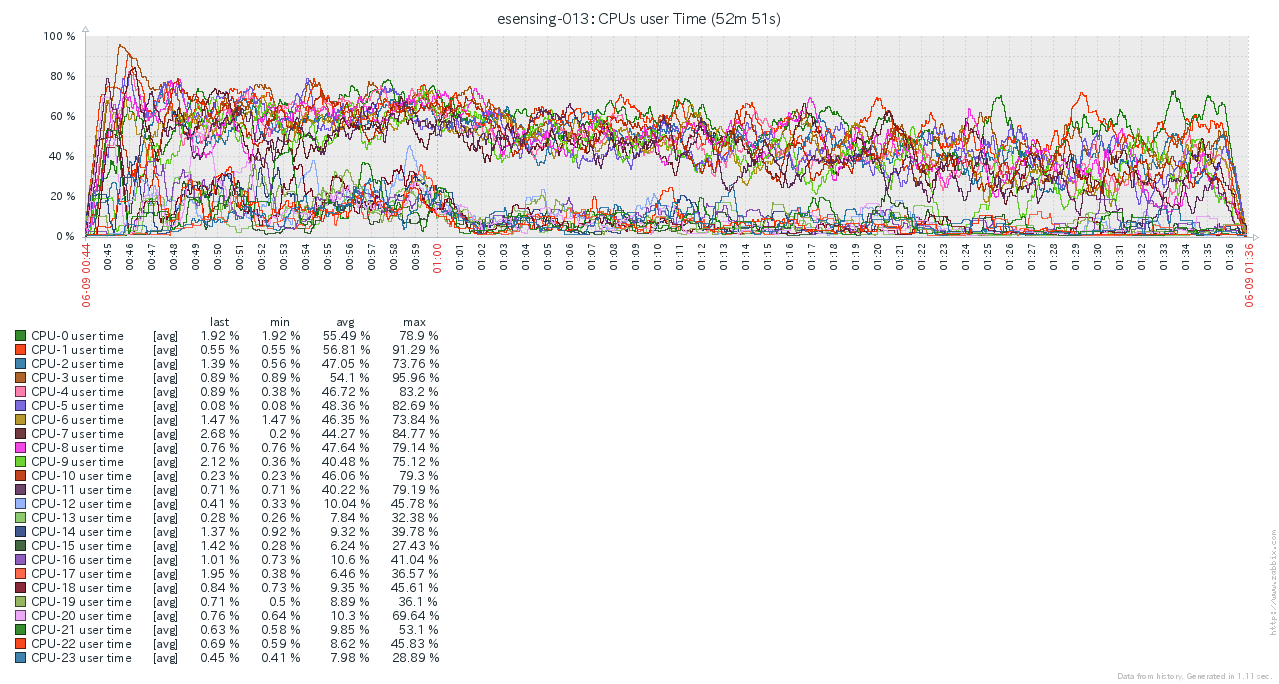 esensing-013: CPUs user Time (52m 51s)
100 %
80 %
60 %
40 %
20 %
0 %
06-09 00:44
00:45
00:46
00:47
00:48
00:49
00:50
00:51
00:52
00:53
00:54
00:55
00:56
00:57
00:58
00:59
01:00
01:01
01:02
01:03
01:04
01:05
01:06
01:07
01:08
01:09
01:10
01:11
01:12
01:13
01:14
01:15
01:16
01:17
01:18
01:19
01:20
01:21
01:22
01:23
01:24
01:25
01:26
01:27
01:28
01:29
01:30
01:31
01:32
01:33
01:34
01:35
01:36
06-09 01:36
last min avg max
CPU-0 user time [avg] 1.92 % 1.92 % 55.49 % 78.9 %
CPU-1 user time [avg] 0.55 % 0.55 % 56.81 % 91.29 %
CPU-2 user time [avg] 1.39 % 0.56 % 47.05 % 73.76 %
CPU-3 user time [avg] 0.89 % 0.89 % 54.1 % 95.96 %
CPU-4 user time [avg] 0.89 % 0.38 % 46.72 % 83.2 %
CPU-5 user time [avg] 0.08 % 0.08 % 48.36 % 82.69 %
CPU-6 user time [avg] 1.47 % 1.47 % 46.35 % 73.84 %
CPU-7 user time [avg] 2.68 % 0.2 % 44.27 % 84.77 %
CPU-8 user time [avg] 0.76 % 0.76 % 47.64 % 79.14 %
CPU-9 user time [avg] 2.12 % 0.36 % 40.48 % 75.12 %
CPU-10 user time [avg] 0.23 % 0.23 % 46.06 % 79.3 %
CPU-11 user time [avg] 0.71 % 0.71 % 40.22 % 79.19 %
CPU-12 user time [avg] 0.41 % 0.33 % 10.04 % 45.78 %
CPU-13 user time [avg] 0.28 % 0.26 % 7.84 % 32.38 %
CPU-14 user time [avg] 1.37 % 0.92 % 9.32 % 39.78 %
CPU-15 user time [avg] 1.42 % 0.28 % 6.24 % 27.43 %
CPU-16 user time [avg] 1.01 % 0.73 % 10.6 % 41.04 %
CPU-17 user time [avg] 1.95 % 0.38 % 6.46 % 36.57 %
CPU-18 user time [avg] 0.84 % 0.73 % 9.35 % 45.61 %
CPU-19 user time [avg] 0.71 % 0.5 % 8.89 % 36.1 %
CPU-20 user time [avg] 0.76 % 0.64 % 10.3 % 69.64 %
CPU-21 user time [avg] 0.63 % 0.58 % 9.85 % 53.1 %
CPU-22 user time [avg] 0.69 % 0.59 % 8.62 % 45.83 %
CPU-23 user time [avg] 0.45 % 0.41 % 7.98 % 28.89 %
http://www.zabbix.com
Data from history. Generated in 1.11 sec.